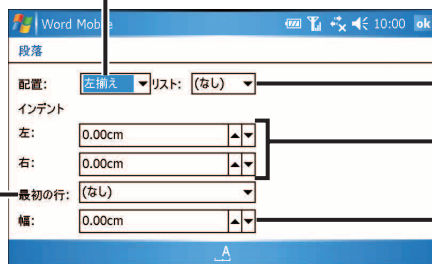 Word Mobile 10:00 ok
段落
配置: 左揃え リスト: (なし)
インデント
左: 0.00cm
右: 0.00cm
最初の行: (なし)
幅: 0.00cm
A